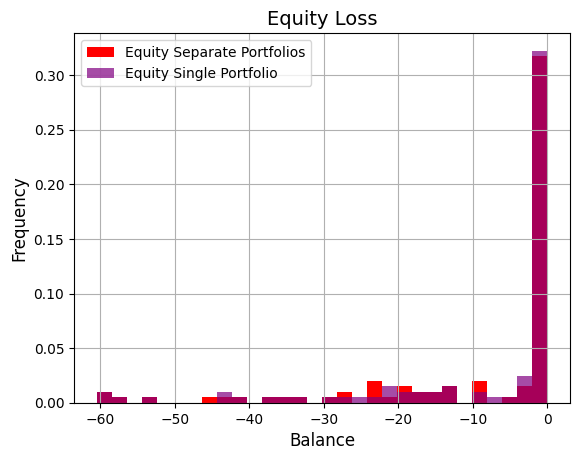 Equity Loss
Equity Separate Portfolios
Equity Single Portfolio
Frequency
0.30
0.25
0.20
0.15
0.10
0.05
0.00
−60
−50
−40
−30
−20
−10
0
Balance